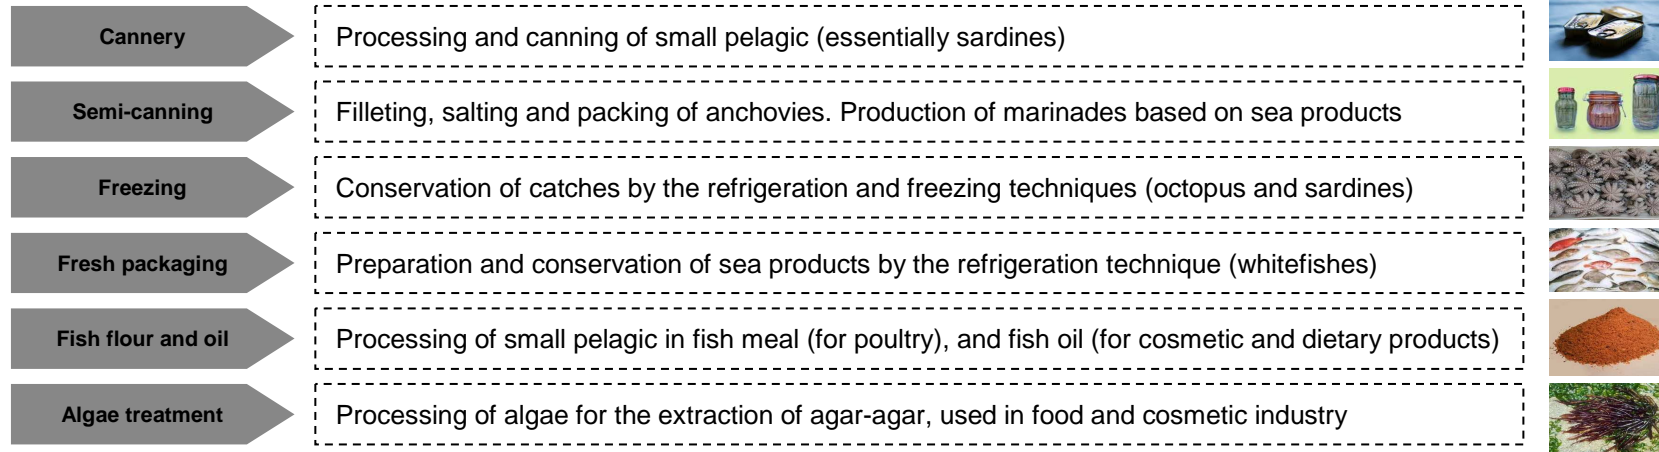 Cannery
Processing and canning of small pelagic (essentially sardines)
Semi-canning
Filleting, salting and packing of anchovies. Production of marinades based on sea products
Freezing
Conservation of catches by the refrigeration and freezing techniques (octopus and sardines)
Fresh packaging
Preparation and conservation of sea products by the refrigeration technique (whitefishes)
Fish flour and oil
Processing of small pelagic in fish meal (for poultry), and fish oil (for cosmetic and dietary products)
Algae treatment
Processing of algae for the extraction of agar-agar, used in food and cosmetic industry